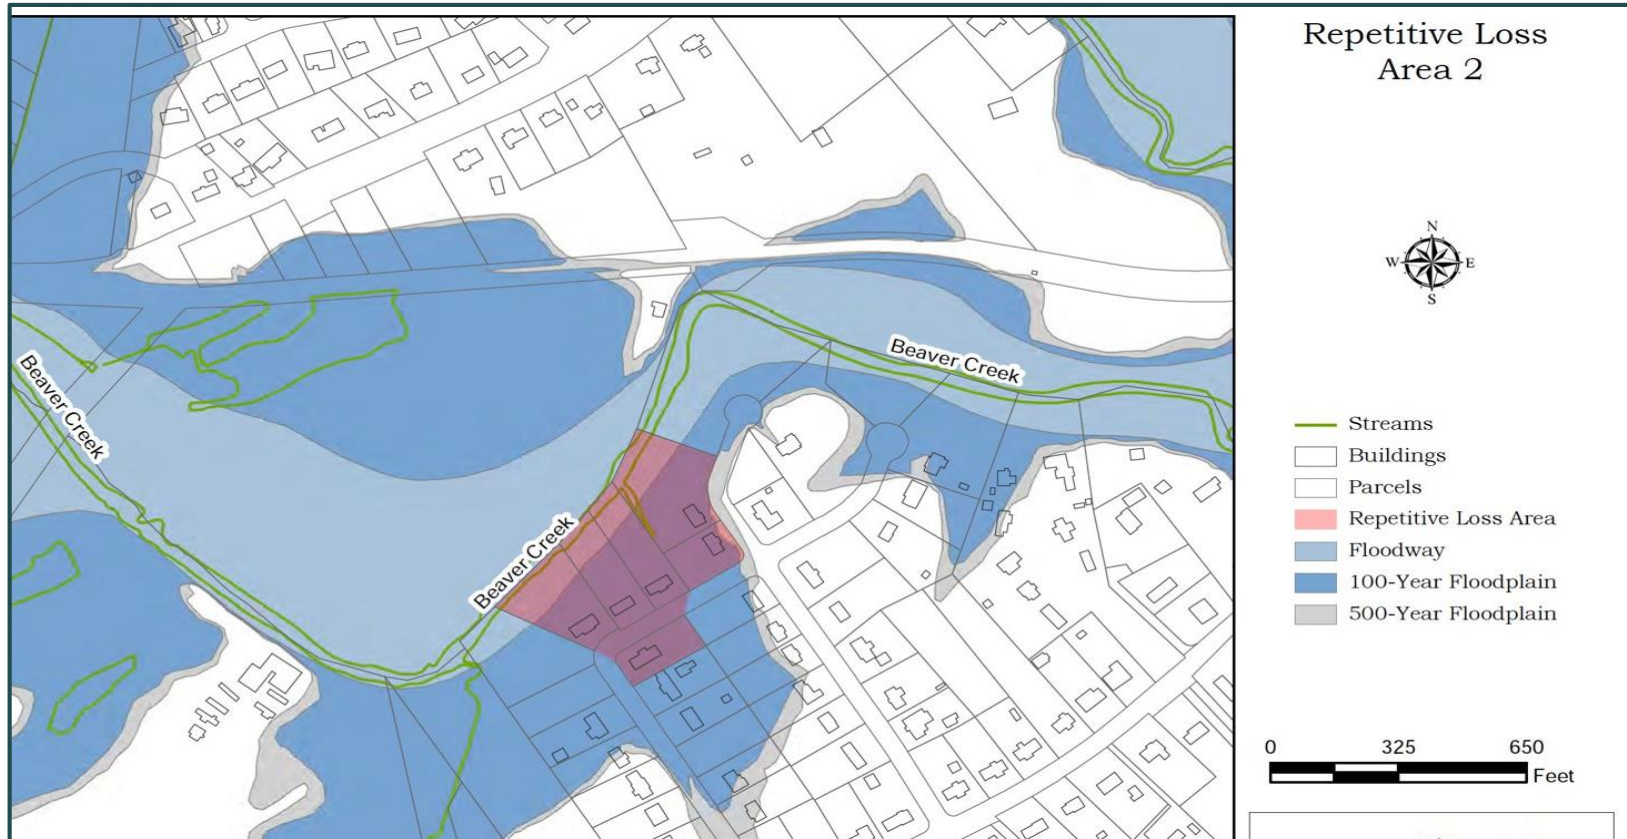 Repetitive Loss
Area 2
N
W E
S
Beaver Creek
Beaver Creek
Beaver Creek
Streams
Buildings
Parcels
Repetitive Loss Area
Floodway
100-Year Floodplain
500-Year Floodplain
0 325 650
Feet